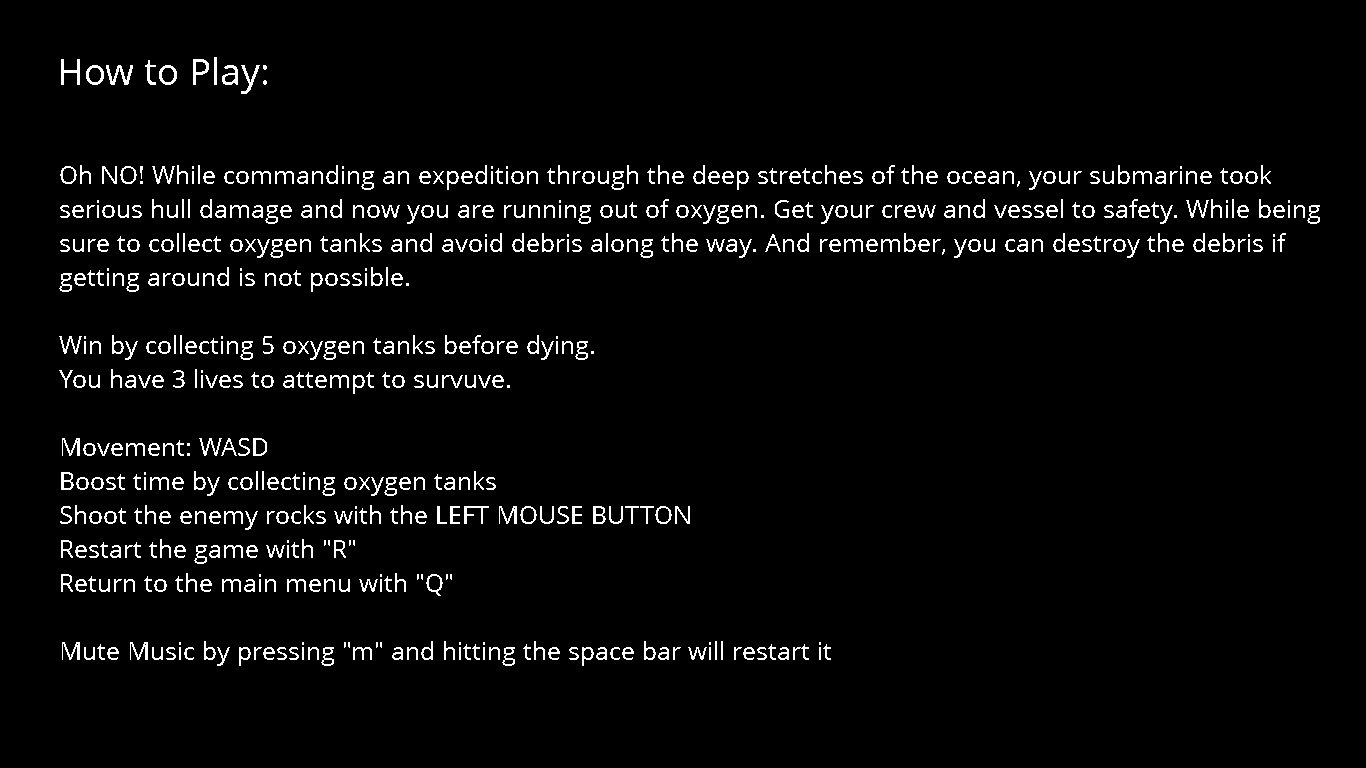 How to Play:
Oh NO! While commanding an expedition through the deep stretches of the ocean, your submarine took
serious hull damage and now you are running out of oxygen. Get your crew and vessel to safety. While being
sure to collect oxygen tanks and avoid debris along the way. And remember, you can destroy the debris if
getting around is not possible.
Win by collecting 5 oxygen tanks before dying.
You have 3 lives to attempt to survuve.
Movement: WASD
Boost time by collecting oxygen tanks
Shoot the enemy rocks with the LEFT MOUSE BUTTON
Restart the game with "R"
Return to the main menu with "Q"
Mute Music by pressing "m" and hitting the space bar will restart it